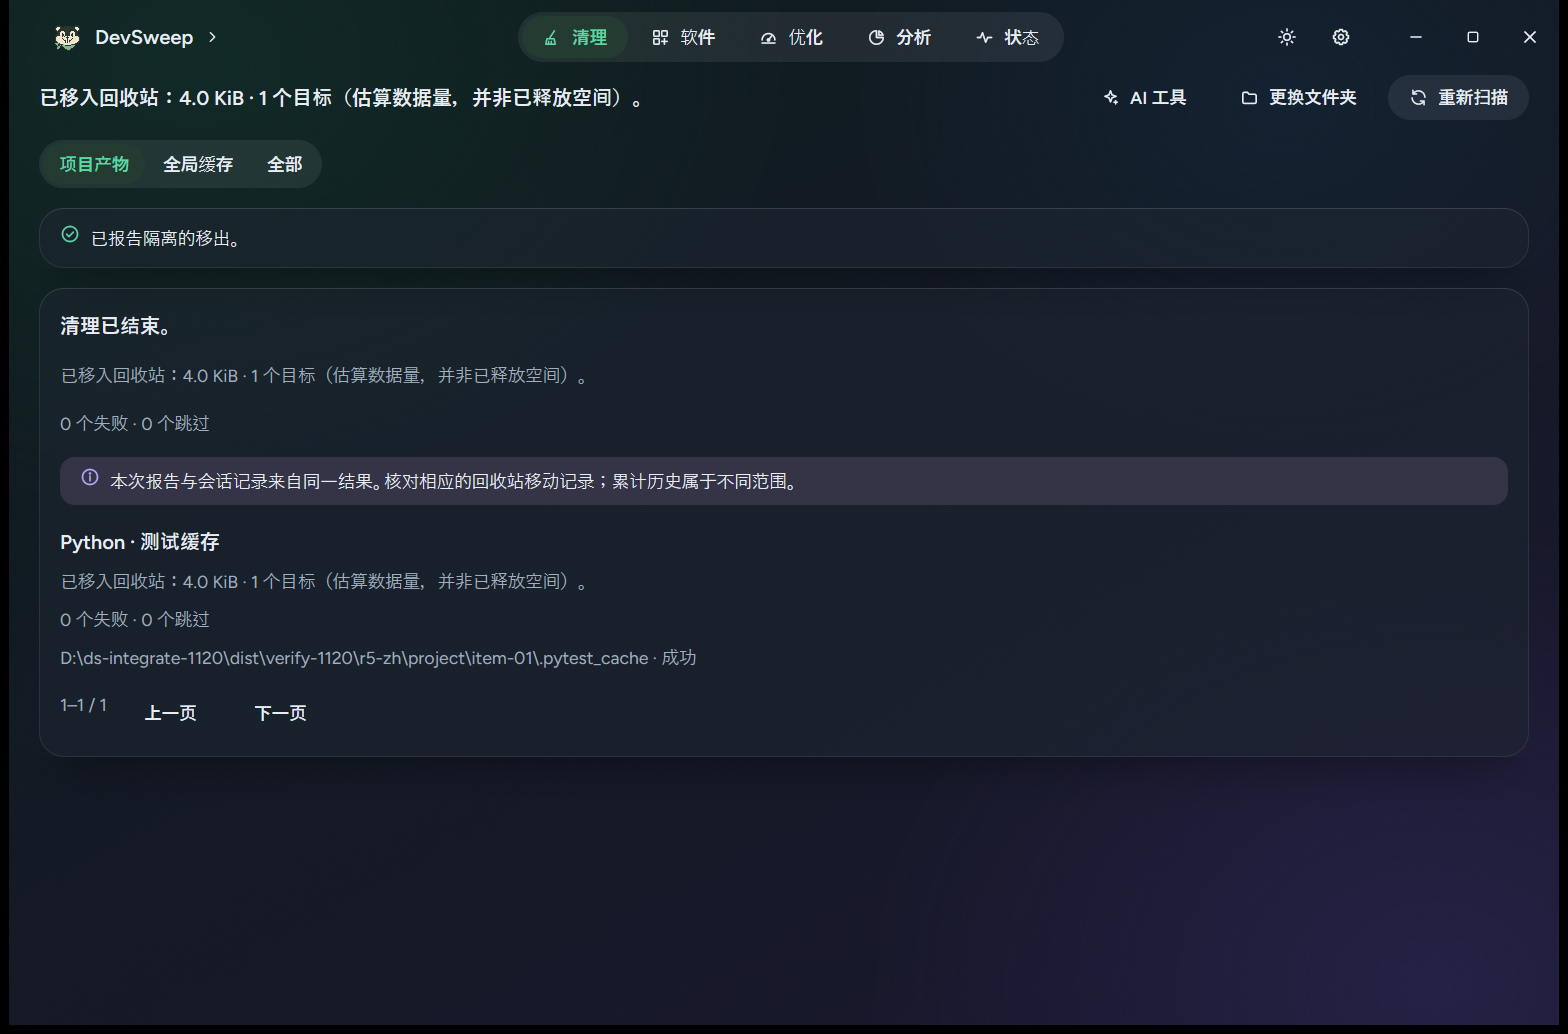 DevSweep
清理 软件 优化 分析 状态
已移入回收站：4.0 KiB · 1 个目标（估算数据量，并非已释放空间）。
AI 工具 更换文件夹 重新扫描
项目产物 全局缓存 全部
已报告隔离的移出。
清理已结束。
已移入回收站：4.0 KiB · 1 个目标（估算数据量，并非已释放空间）。
0 个失败 · 0 个跳过
本次报告与会话记录来自同一结果。核对相应的回收站移动记录；累计历史属于不同范围。
Python · 测试缓存
已移入回收站：4.0 KiB · 1 个目标（估算数据量，并非已释放空间）。
0 个失败 · 0 个跳过
D:\ds-integrate-1120\dist\verify-1120\r5-zh\project\item-01\.pytest_cache · 成功
1–1 / 1 上一页 下一页